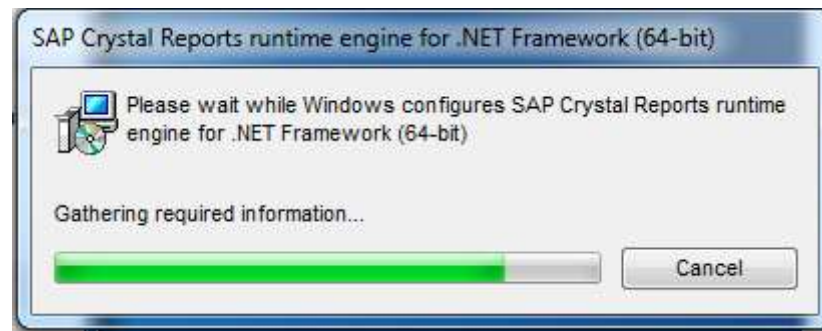 SAP Crystal Reports runtime engine for .NET Framework (64-bit)
Please wait while Windows configures SAP Crystal Reports runtime
engine for .NET Framework (64-bit)
Gathering required information...
Cancel